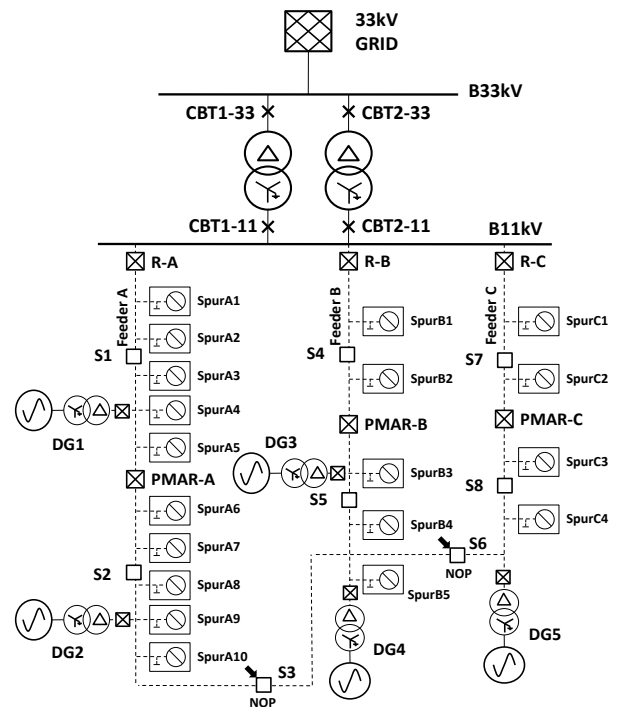 33kV
GRID
B33kV
CBT1-33
CBT2-33
CBT1-11
CBT2-11
B11kV
R-A
R-B
R-C
Feeder A
Feeder B
Feeder C
SpurA1
SpurB1
SpurC1
SpurA2
S1
S4
S7
SpurA3
SpurB2
SpurC2
SpurA4
DG1
PMAR-B
PMAR-C
SpurA5
DG3
SpurB3
SpurC3
PMAR-A
S5
S8
SpurA6
SpurB4
SpurC4
SpurA7
S6
NOP
S2
SpurA8
SpurB5
SpurA9
DG2
DG4
DG5
SpurA10
S3
NOP